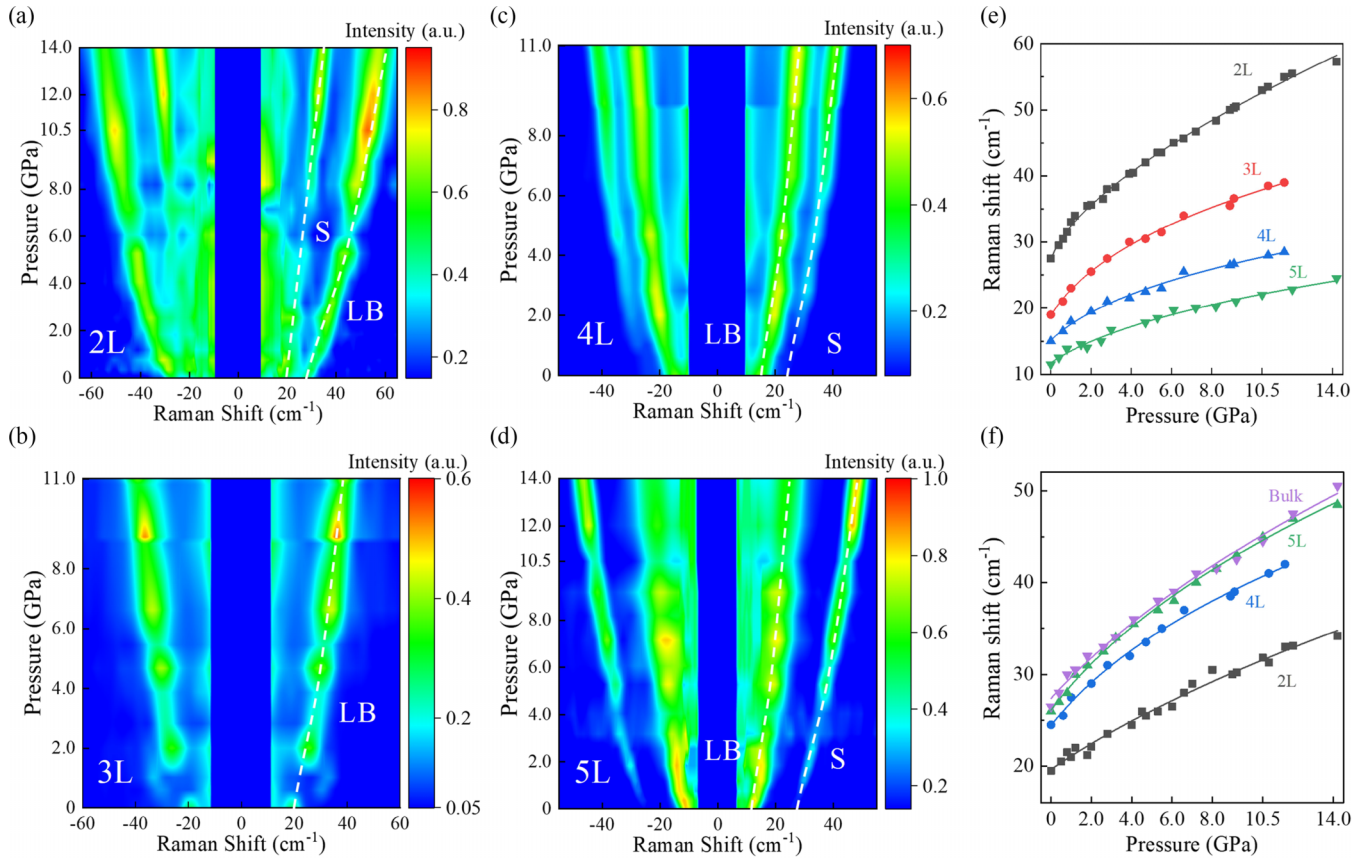 (a)
Intensity (a.u.)
14.0
12.0
10.5
8.0
6.0
4.0
2.0
0
Pressure (GPa)
2L
S
LB
-60
-40
-20
0
20
40
60
Raman Shift (cm⁻¹)
0.8
0.6
0.4
0.2
(c)
Intensity (a.u.)
11.0
8.0
6.0
4.0
2.0
0
Pressure (GPa)
4L
LB
S
-40
-20
0
20
40
Raman Shift (cm⁻¹)
0.6
0.4
0.2
(e)
60
50
40
30
20
10
Raman shift (cm⁻¹)
2L
3L
4L
5L
0
2.0
4.0
6.0
8.0
10.5
14.0
Pressure (GPa)
(b)
Intensity (a.u.)
11.0
8.0
6.0
4.0
2.0
0
Pressure (GPa)
3L
LB
-60
-40
-20
0
20
40
60
Raman Shift (cm⁻¹)
0.6
0.4
0.2
0.05
(d)
Intensity (a.u.)
14.0
12.0
10.5
8.0
6.0
4.0
2.0
0
Pressure (GPa)
5L
LB
S
-40
-20
0
20
40
Raman Shift (cm⁻¹)
1.0
0.8
0.6
0.4
0.2
(f)
50
40
30
20
Raman shift (cm⁻¹)
Bulk
5L
4L
2L
0
2.0
4.0
6.0
8.0
10.5
14.0
Pressure (GPa)